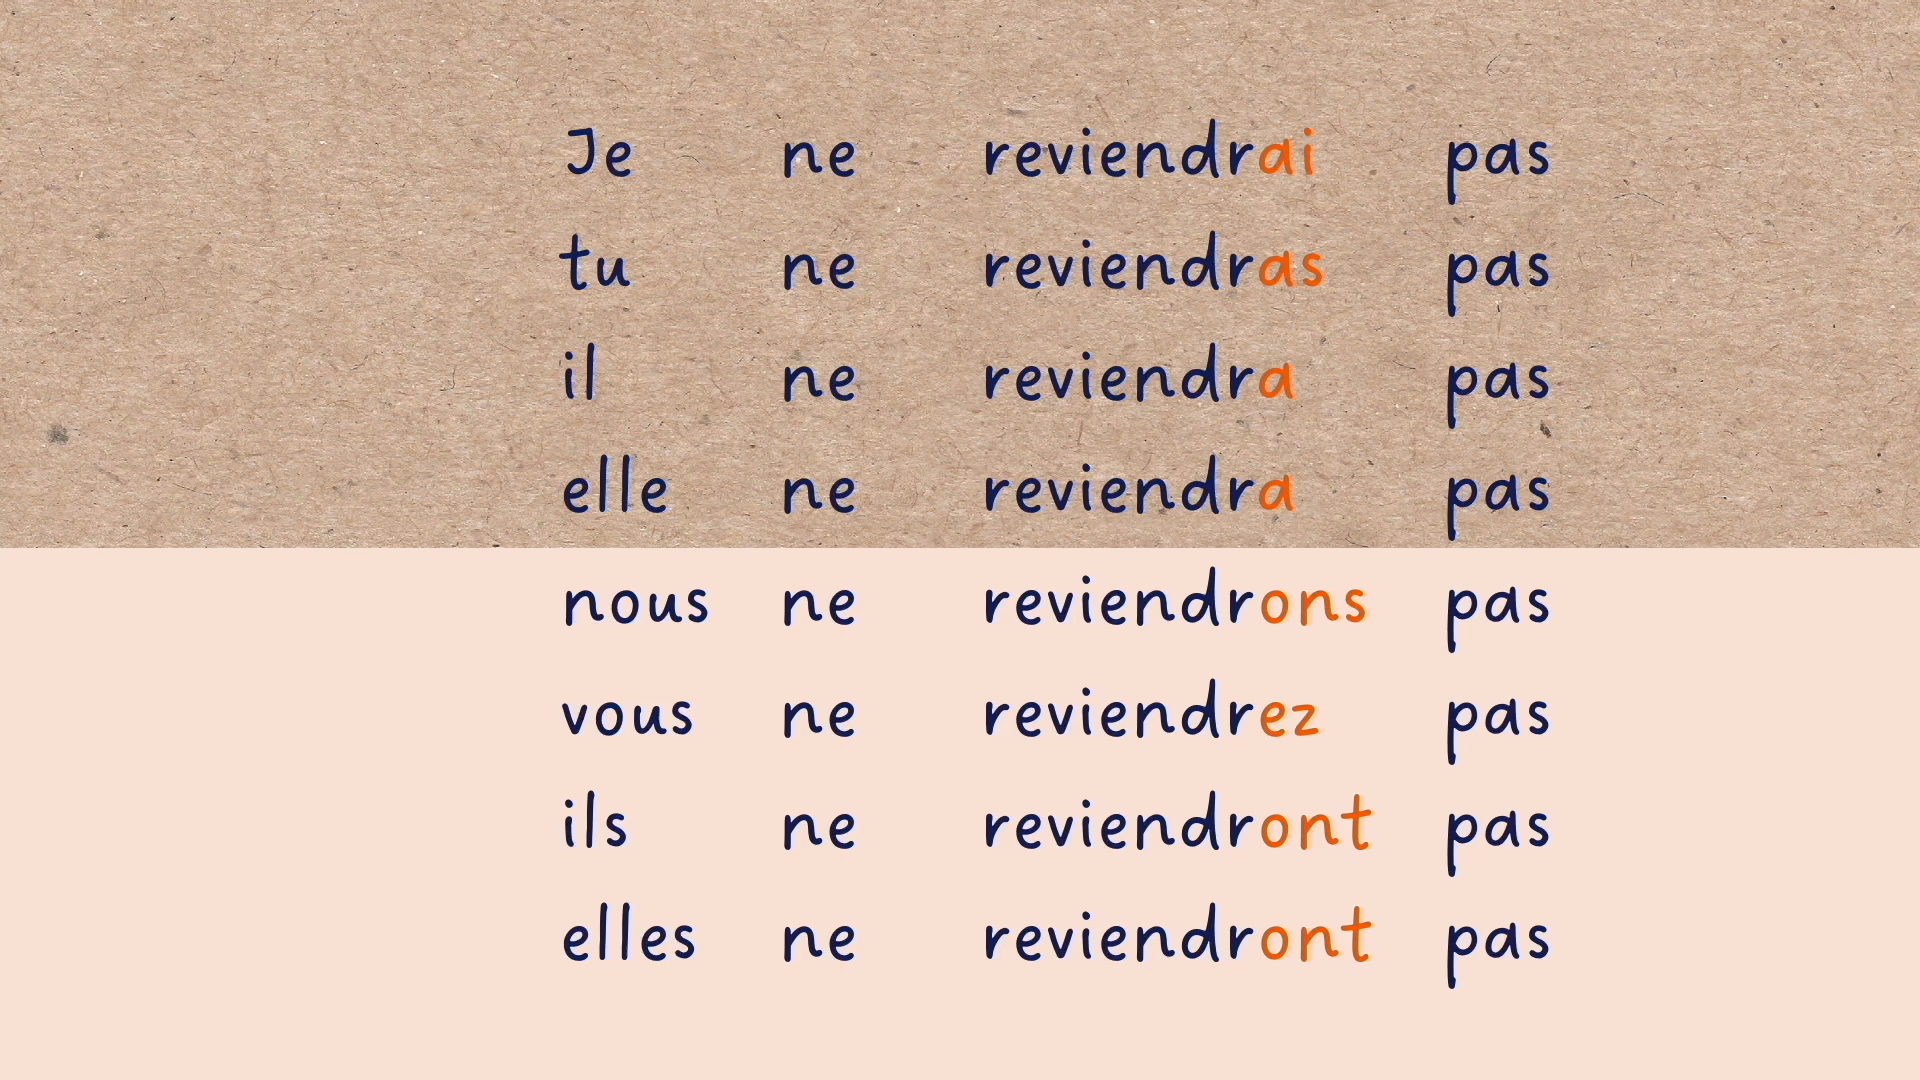 Je ne reviendrai pas
tu ne reviendras pas
il ne reviendra pas
elle ne reviendra pas
nous ne reviendrons pas
vous ne reviendrez pas
ils ne reviendront pas
elles ne reviendront pas